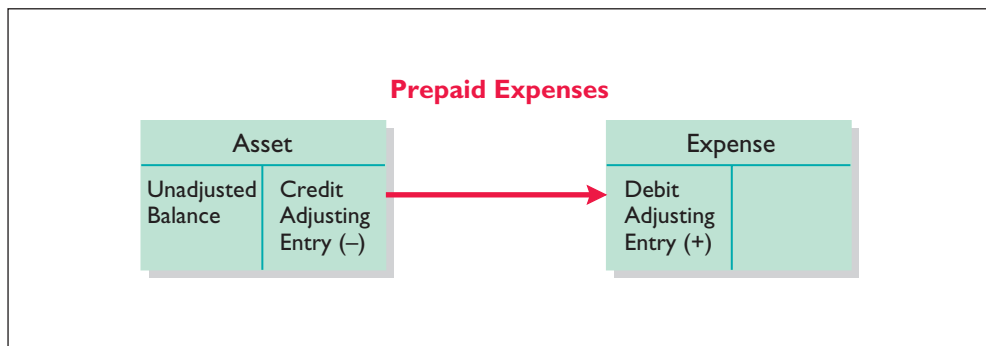 Prepaid Expenses
Asset
Unadjusted
Balance
Credit
Adjusting
Entry (–)
Expense
Debit
Adjusting
Entry (+)